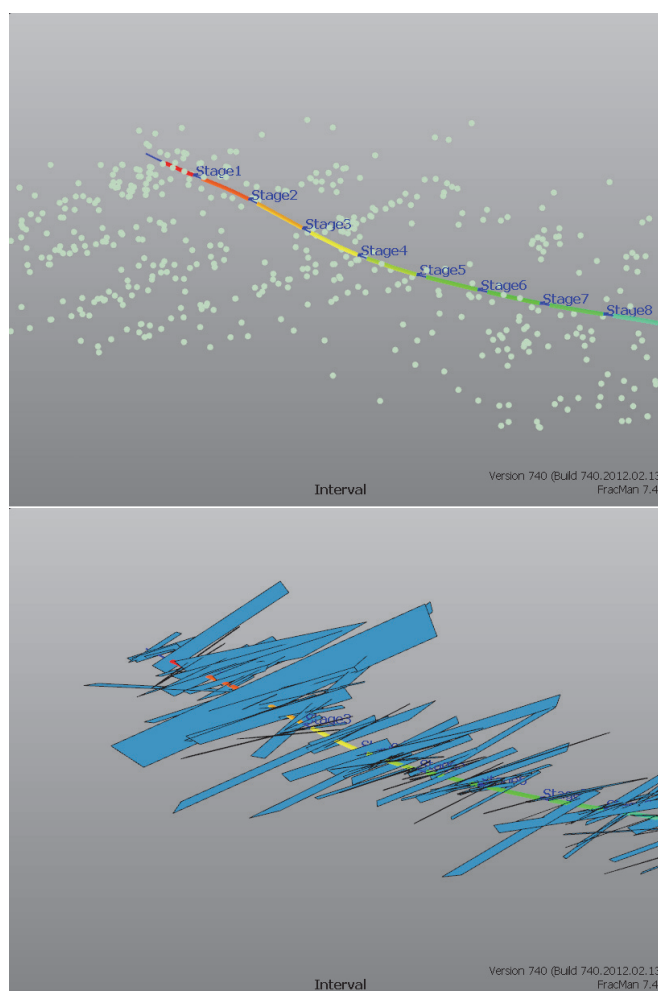 Stage1
Stage2
Stage3
Stage4
Stage5
Stage6
Stage7
Stage8
Version 740 (Build 740.2012.02.13
Interval
FracMan 7.4
Stage3
Version 740 (Build 740.2012.02.13
Interval
FracMan 7.4